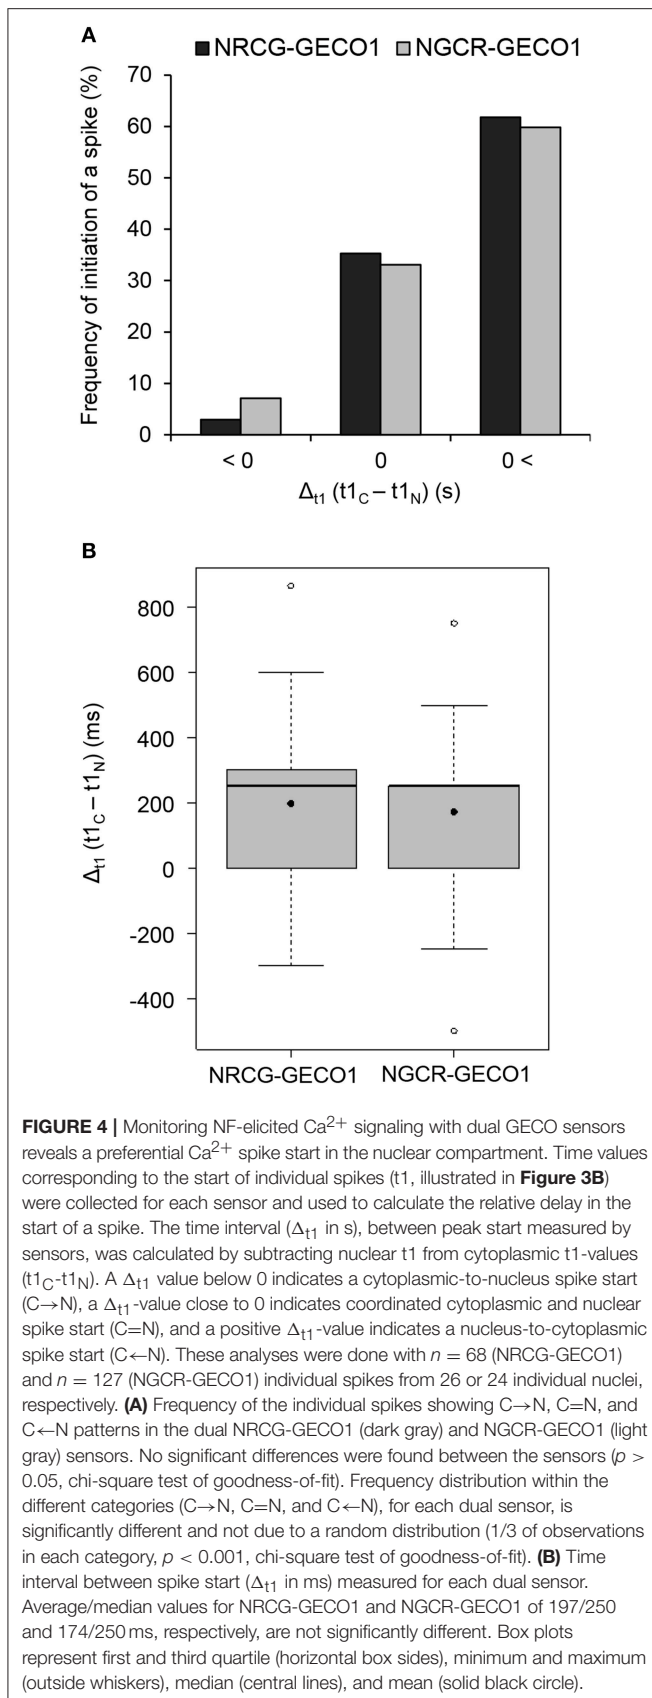 A
NRCG-GECO1 NGCR-GECO1
Frequency of initiation of a spike (%)
70
60
50
40
30
20
10
0
< 0 0 0 <
Δt1 (t1C – t1N) (s)
B
Δt1 (t1C – t1N) (ms)
800
600
400
200
0
-200
-400
NRCG-GECO1 NGCR-GECO1
FIGURE 4 | Monitoring NF-elicited Ca2+ signaling with dual GECO sensors
reveals a preferential Ca2+ spike start in the nuclear compartment. Time values
corresponding to the start of individual spikes (t1, illustrated in Figure 3B)
were collected for each sensor and used to calculate the relative delay in the
start of a spike. The time interval (Δt1 in s), between peak start measured by
sensors, was calculated by subtracting nuclear t1 from cytoplasmic t1-values
(t1C-t1N). A Δt1 value below 0 indicates a cytoplasmic-to-nucleus spike start
(C→N), a Δt1-value close to 0 indicates coordinated cytoplasmic and nuclear
spike start (C=N), and a positive Δt1-value indicates a nucleus-to-cytoplasmic
spike start (C←N). These analyses were done with n = 68 (NRCG-GECO1)
and n = 127 (NGCR-GECO1) individual spikes from 26 or 24 individual nuclei,
respectively. (A) Frequency of the individual spikes showing C→N, C=N, and
C←N patterns in the dual NRCG-GECO1 (dark gray) and NGCR-GECO1 (light
gray) sensors. No significant differences were found between the sensors (p >
0.05, chi-square test of goodness-of-fit). Frequency distribution within the
different categories (C→N, C=N, and C←N), for each dual sensor, is
significantly different and not due to a random distribution (1/3 of observations
in each category, p < 0.001, chi-square test of goodness-of-fit). (B) Time
interval between spike start (Δt1 in ms) measured for each dual sensor.
Average/median values for NRCG-GECO1 and NGCR-GECO1 of 197/250
and 174/250 ms, respectively, are not significantly different. Box plots
represent first and third quartile (horizontal box sides), minimum and maximum
(outside whiskers), median (central lines), and mean (solid black circle).